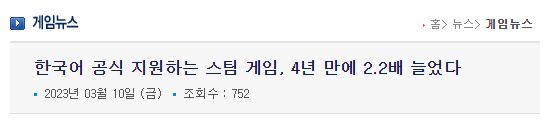 게임뉴스
홈> 뉴스> 게임뉴스
한국어 공식 지원하는 스팀 게임, 4년 만에 2.2배 늘었다
2023년 03월 10일 (금) 조회수 : 752